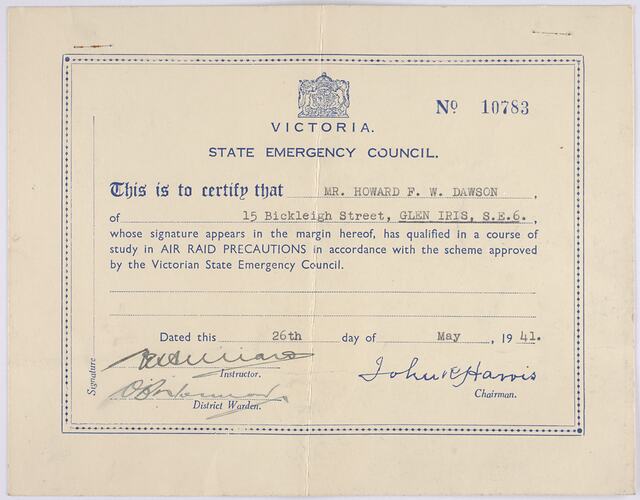 Nº 10783
VICTORIA.
STATE EMERGENCY COUNCIL.
This is to certify that MR. HOWARD F. W. DAWSON,
of 15 Bickleigh Street, GLEN IRIS, S.E.6.,
whose signature appears in the margin hereof, has qualified in a course of
study in AIR RAID PRECAUTIONS in accordance with the scheme approved
by the Victorian State Emergency Council.
Dated this 26th day of May, 1941.
Instructor.
John R Harris
Chairman.
District Warden.
Signature